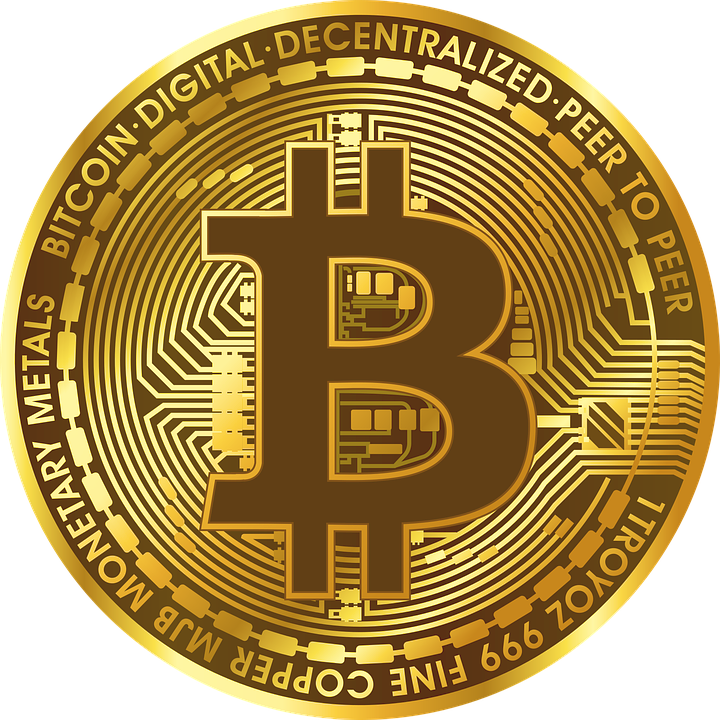 BITCOIN·DIGITAL·DECENTRALIZED·PEER TO PEER
1TROYOZ 999 FINE COPPER MJB MONETARY METALS
B